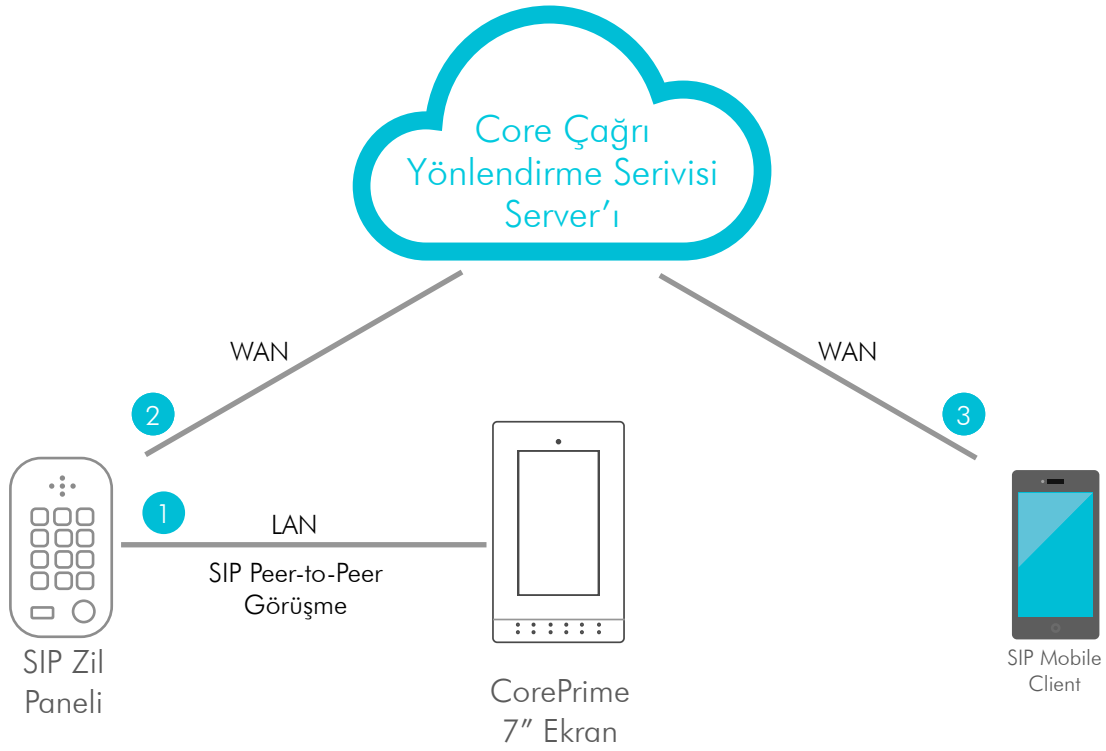 Core Çağrı
Yönlendirme Serivisi
Server’ı
WAN
WAN
2
3
1
LAN
SIP Peer-to-Peer
Görüşme
SIP Zil
Paneli
CorePrime
7” Ekran
SIP Mobile
Client